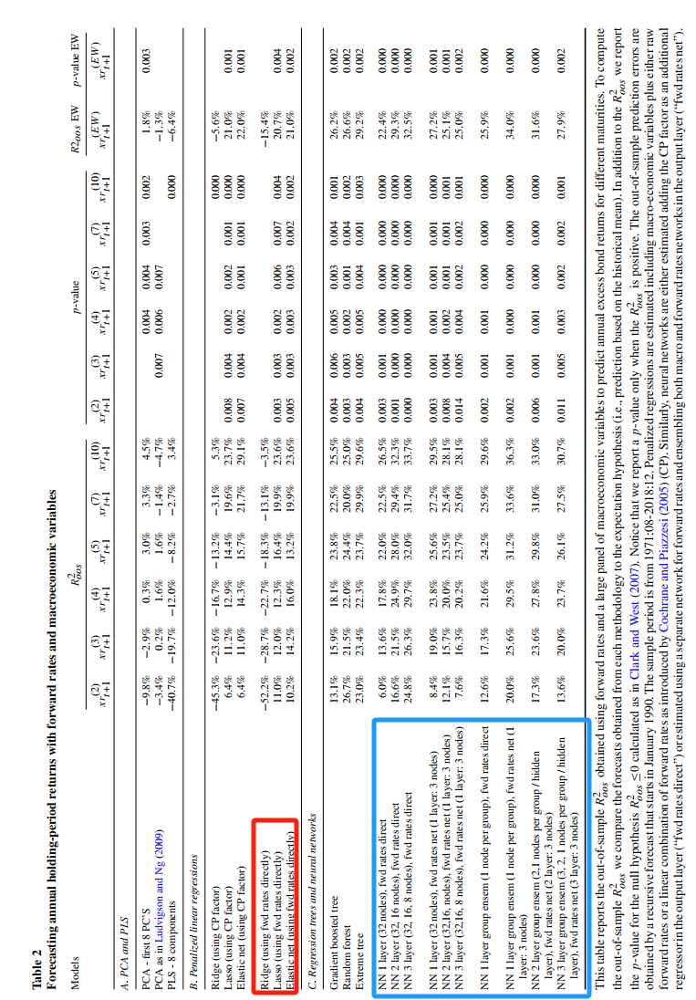 Table 2
Forecasting annual holding-period returns with forward rates and macroeconomic variables
R²oos p-value R2oos EW p-value EW
Models xr(2)t+1 xr(3)t+1 xr(4)t+1 xr(5)t+1 xr(7)t+1 xr(10)t+1 xr(2)t+1 xr(3)t+1 xr(4)t+1 xr(5)t+1 xr(7)t+1 xr(10)t+1 xr(EW)t+1 xr(EW)t+1
A. PCA and PLS
PCA - first 8 PC'S −9.8% −2.9% 0.3% 3.0% 3.3% 4.5% 0.004 0.004 0.003 0.002 1.8% 0.003
PCA as in Ludvigson and Ng (2009) −3.4% 0.2% 1.6% 1.6% −1.4% −4.7% 0.007 0.006 0.007 −1.3%
PLS - 8 components −40.7% −19.7% −12.0% −8.2% −2.7% 3.4% 0.000 −6.4%
B. Penalized linear regressions
Ridge (using CP factor) −45.3% −23.6% −16.7% −13.2% −3.1% 5.3% 0.000 −5.6%
Lasso (using CP factor) 6.4% 11.2% 12.9% 14.4% 19.6% 23.7% 0.008 0.004 0.002 0.002 0.001 0.000 21.0% 0.001
Elastic net (using CP factor) 6.4% 11.0% 14.3% 15.7% 21.7% 29.1% 0.007 0.004 0.002 0.001 0.001 0.000 22.0% 0.001
Ridge (using fwd rates directly) −52.2% −28.7% −22.7% −18.3% −13.1% −3.5% −15.4%
Lasso (using fwd rates directly) 11.0% 12.0% 12.3% 16.4% 19.9% 23.6% 0.003 0.003 0.002 0.006 0.007 0.004 20.7% 0.004
Elastic net (using fwd rates directly) 10.2% 14.2% 16.0% 13.2% 19.9% 23.6% 0.005 0.003 0.003 0.003 0.002 0.002 21.0% 0.002
C. Regression trees and neural networks
Gradient boosted tree 13.1% 15.9% 18.1% 23.8% 22.5% 25.5% 0.004 0.006 0.005 0.003 0.004 0.001 26.2% 0.002
Random forest 26.7% 21.5% 22.0% 24.4% 20.0% 25.0% 0.003 0.003 0.002 0.001 0.004 0.002 26.6% 0.002
Extreme tree 23.0% 23.4% 22.3% 23.7% 29.9% 29.6% 0.004 0.005 0.005 0.004 0.001 0.003 29.2% 0.002
NN 1 layer (32 nodes), fwd rates direct 6.0% 13.6% 17.8% 22.0% 22.5% 26.5% 0.003 0.001 0.000 0.000 0.000 0.000 22.4% 0.000
NN 2 layer (32, 16 nodes), fwd rates direct 16.6% 21.5% 24.9% 28.0% 29.4% 32.3% 0.001 0.000 0.000 0.000 0.000 0.000 29.3% 0.000
NN 3 layer (32, 16, 8 nodes), fwd rates direct 24.8% 26.3% 29.7% 32.0% 31.7% 33.7% 0.000 0.000 0.000 0.000 0.000 0.000 32.5% 0.000
NN 1 layer (32 nodes), fwd rates net (1 layer: 3 nodes) 8.4% 19.0% 23.8% 25.6% 27.2% 29.5% 0.003 0.001 0.001 0.001 0.000 0.000 27.2% 0.001
NN 2 layer (32,16, nodes), fwd rates net (1 layer: 3 nodes) 12.1% 15.7% 20.0% 23.5% 25.4% 28.1% 0.008 0.004 0.002 0.001 0.001 0.001 25.1% 0.001
NN 3 layer (32,16, 8 nodes), fwd rates net (1 layer: 3 nodes) 7.6% 16.3% 20.2% 23.7% 25.0% 28.1% 0.014 0.005 0.004 0.002 0.002 0.001 25.0% 0.002
NN 1 layer group ensem (1 node per group), fwd rates direct 12.6% 17.3% 21.6% 24.2% 25.9% 29.6% 0.002 0.001 0.001 0.000 0.000 0.000 25.9% 0.000
NN 1 layer group ensem (1 node per group), fwd rates net (1 20.0% 25.6% 29.5% 31.2% 33.6% 36.3% 0.002 0.001 0.000 0.000 0.000 0.000 34.0% 0.000
layer: 3 nodes)
NN 2 layer group ensem (2,1 nodes per group / hidden 17.3% 23.6% 27.8% 29.8% 31.0% 33.0% 0.006 0.001 0.001 0.000 0.000 0.000 31.6% 0.000
layer), fwd rates net (2 layer: 3 nodes)
NN 3 layer group ensem (3, 2, 1 nodes per group / hidden 13.6% 20.0% 23.7% 26.1% 27.5% 30.7% 0.011 0.005 0.003 0.002 0.002 0.001 27.9% 0.002
layer), fwd rates net (3 layer: 3 nodes)
This table reports the out-of-sample R²oos obtained using forward rates and a large panel of macroeconomic variables to predict annual excess bond returns for different maturities. To compute
the out-of-sample R²oos we compare the forecasts obtained from each methodology to the expectation hypothesis (i.e., prediction based on the historical mean). In addition to the R²oos we report
the p-value for the null hypothesis R²oos ≤0 calculated as in Clark and West (2007). Notice that we report a p-value only when the R²oos is positive. The out-of-sample prediction errors are
obtained by a recursive forecast that starts in January 1990. The sample period is from 1971:08–2018:12. Penalized regressions are estimated including macro-economic variables plus either raw
forward rates or a linear combination of forward rates as introduced by Cochrane and Piazzesi (2005) (CP). Similarly, neural networks are either estimated adding the CP factor as an additional
regressor in the output layer ("fwd rates direct") or estimated using a separate network for forward rates and ensembling both macro and forward rates networks in the output layer ("fwd rates net").